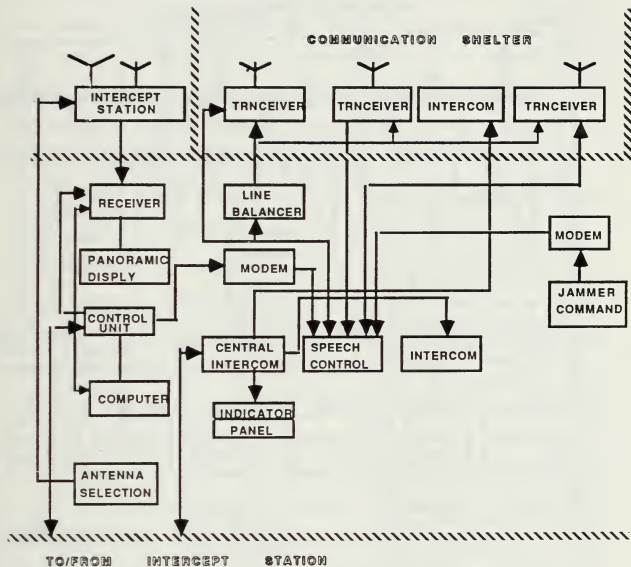 COMMUNICATION SHELTER
INTERCEPT
STATION
TRNCEIVER
TRNCEIVER
INTERCOM
TRNCEIVER
RECEIVER
LINE
BALANCER
PANORAMIC
DISPLY
MODEM
MODEM
JAMMER
COMMAND
CONTROL
UNIT
CENTRAL
INTERCOM
SPEECH
CONTROL
INTERCOM
COMPUTER
INDICATOR
PANEL
ANTENNA
SELECTION
TO/FROM INTERCEPT STATION